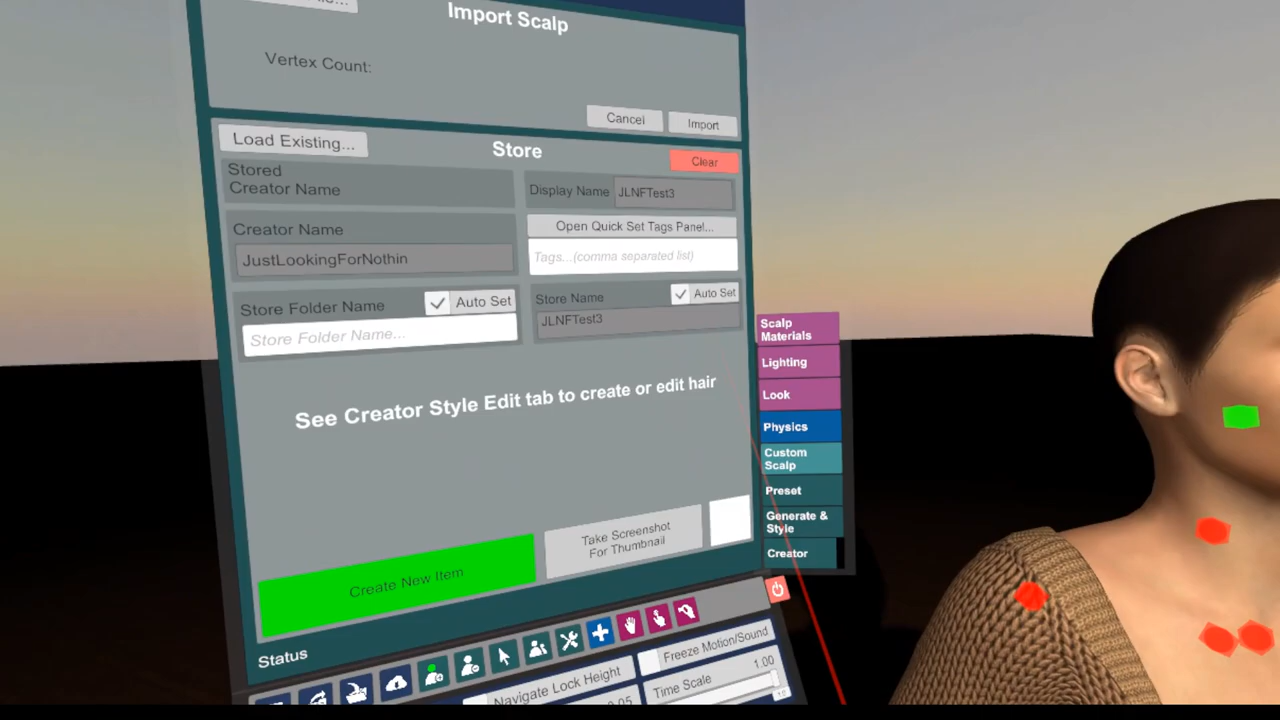 Import Scalp
Vertex Count:
Cancel
Import
Load Existing...
Store
Clear
Stored
Creator Name
Display Name
JLNFTest3
Open Quick Set Tags Panel...
Creator Name
JustLookingForNothin
Tags...(comma separated list)
Store Folder Name
Auto Set
Store Name
Auto Set
Store Folder Name...
JLNFTest3
See Creator Style Edit tab to create or edit hair
Create New Item
Take Screenshot
For Thumbnail
Status
Scalp
Materials
Lighting
Look
Physics
Custom
Scalp
Preset
Generate &
Style
Creator
Freeze Motion/Sound
Navigate Lock Height
Time Scale
1.00